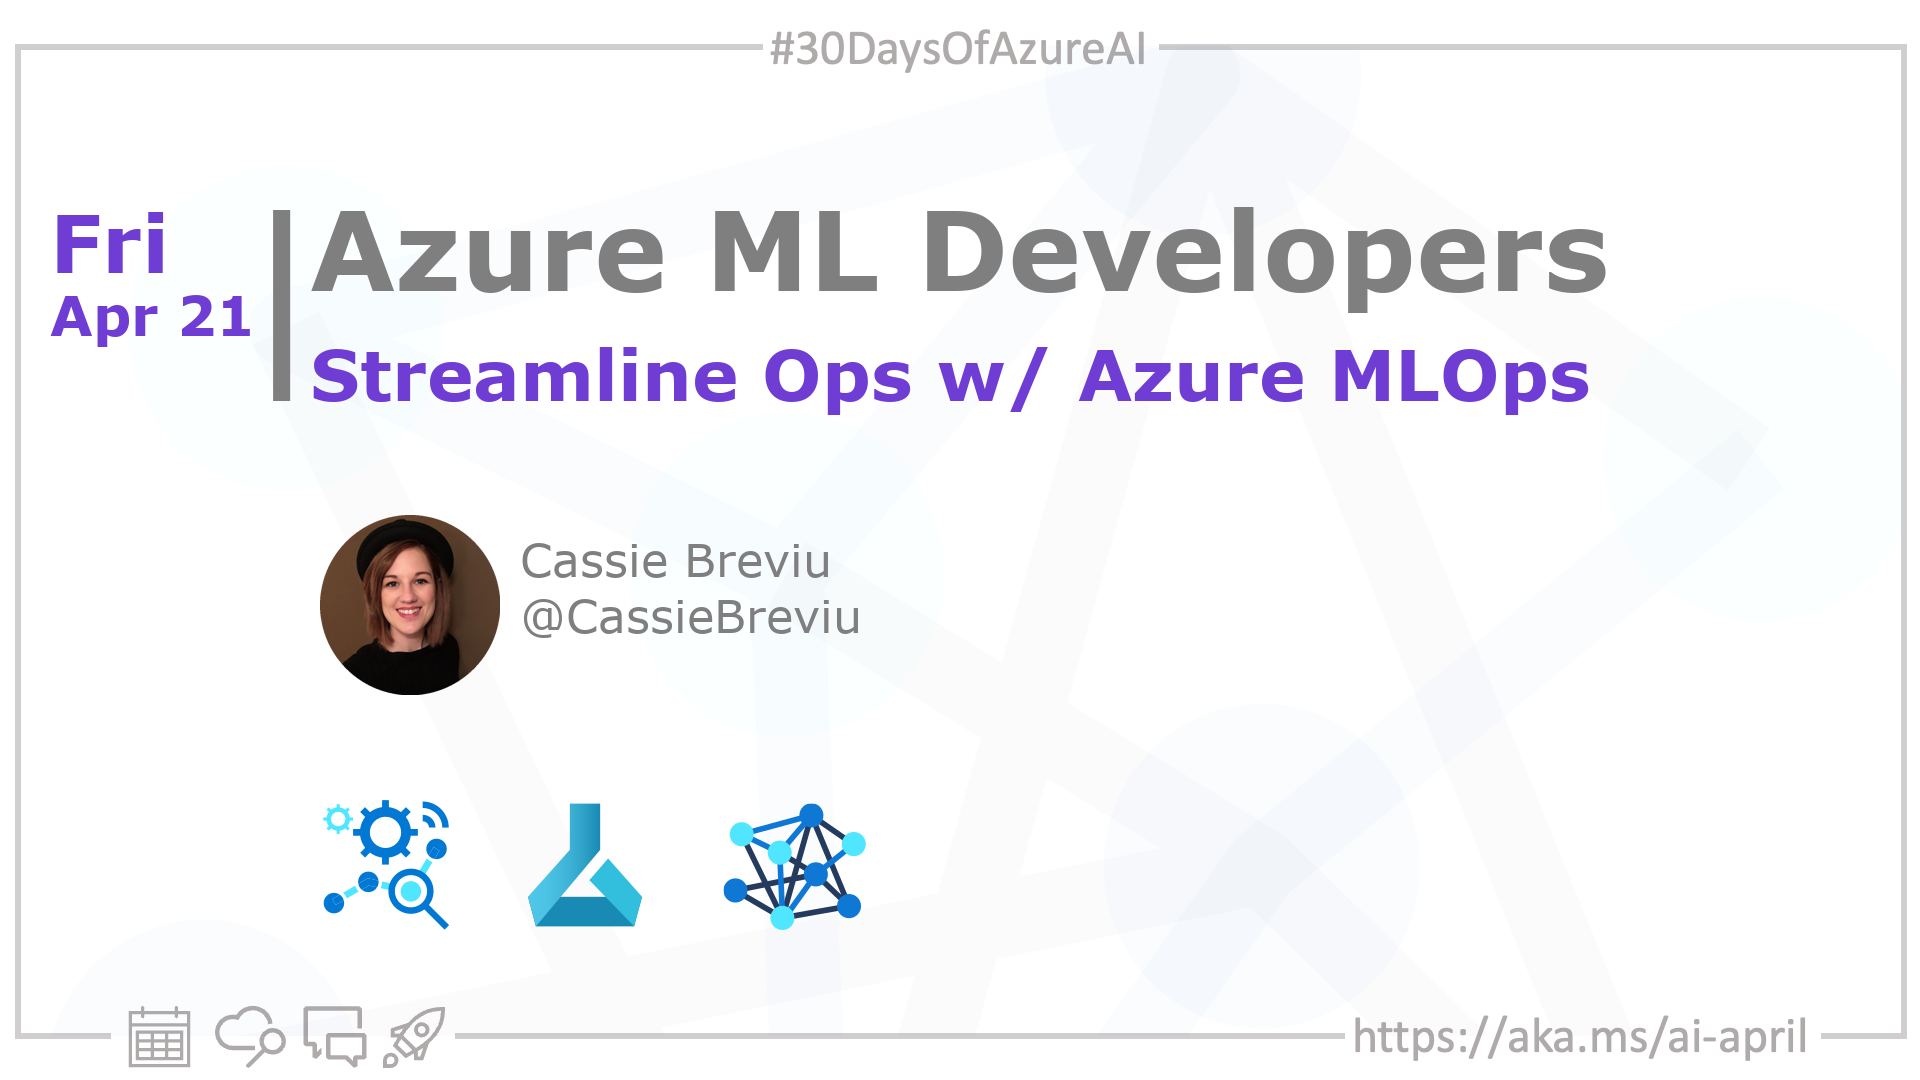 #30DaysOfAzureAI
Fri
Apr 21
Azure ML Developers
Streamline Ops w/ Azure MLOps
Cassie Breviu
@CassieBreviu
https://aka.ms/ai-april